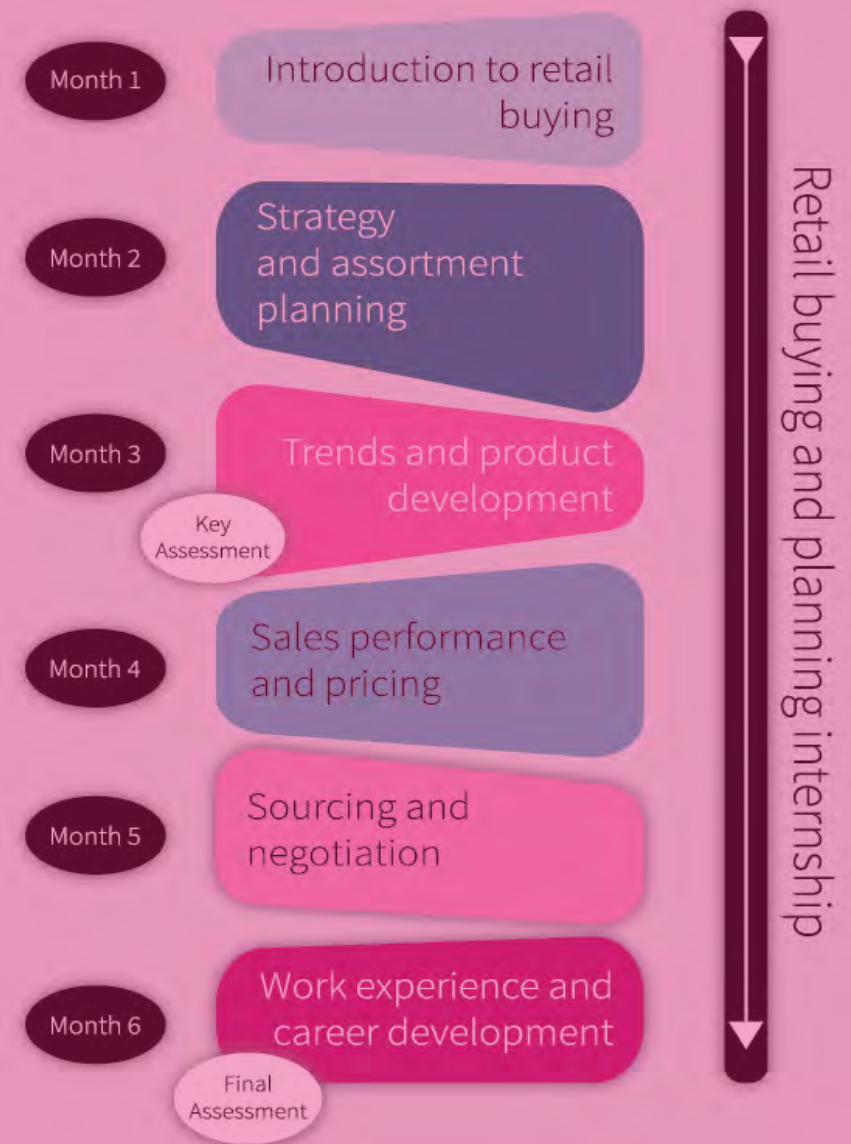 Month 1
Introduction to retail
buying
Month 2
Strategy
and assortment
planning
Month 3
Trends and product
development
Key
Assessment
Month 4
Sales performance
and pricing
Month 5
Sourcing and
negotiation
Month 6
Work experience and
career development
Final
Assessment
Retail buying and planning internship